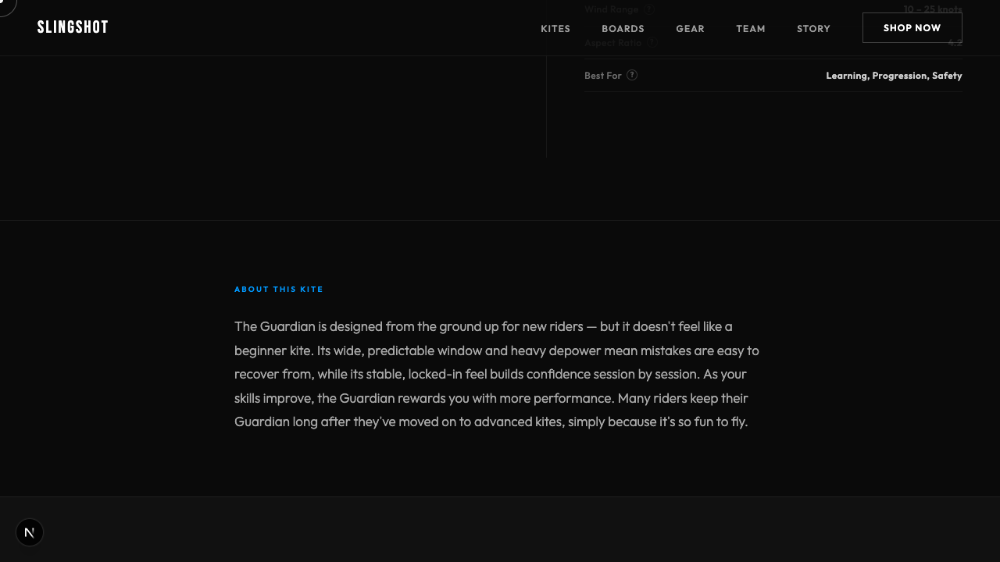 SLINGSHOT
KITES BOARDS GEAR TEAM STORY SHOP NOW
Wind Range ? 10 – 25 knots
Aspect Ratio ? 4.2
Best For ? Learning, Progression, Safety
ABOUT THIS KITE
The Guardian is designed from the ground up for new riders — but it doesn't feel like a
beginner kite. Its wide, predictable window and heavy depower mean mistakes are easy to
recover from, while its stable, locked-in feel builds confidence session by session. As your
skills improve, the Guardian rewards you with more performance. Many riders keep their
Guardian long after they've moved on to advanced kites, simply because it's so fun to fly.
N